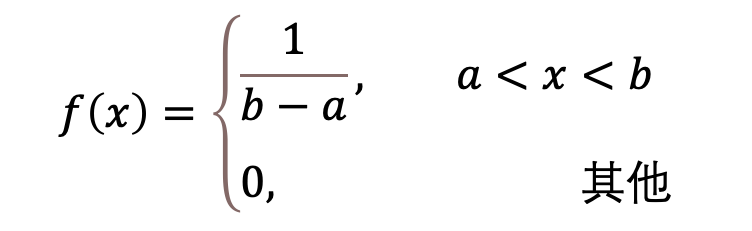 f(x) = { 1/(b − a), a < x < b
0, 其他